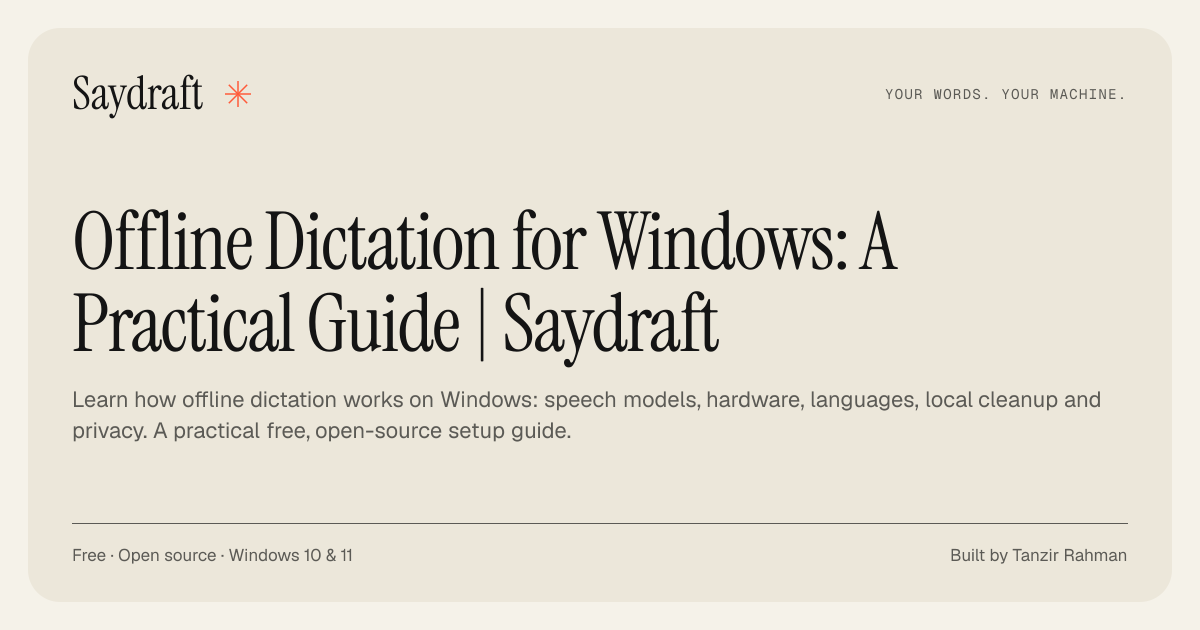 Saydraft
YOUR WORDS. YOUR MACHINE.
Offline Dictation for Windows: A
Practical Guide | Saydraft
Learn how offline dictation works on Windows: speech models, hardware, languages, local cleanup and
privacy. A practical free, open-source setup guide.
Free · Open source · Windows 10 & 11
Built by Tanzir Rahman